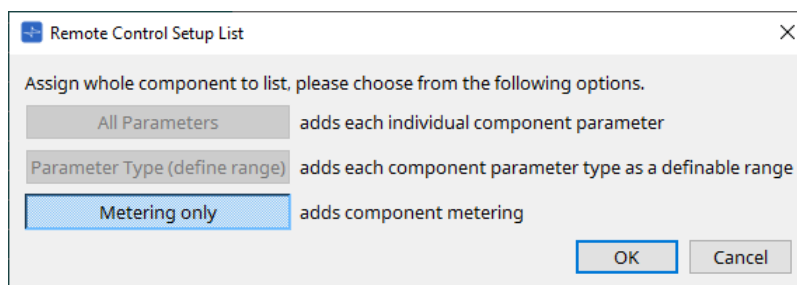 Remote Control Setup List
Assign whole component to list, please choose from the following options.
All Parameters adds each individual component parameter
Parameter Type (define range) adds each component parameter type as a definable range
Metering only adds component metering
OK Cancel